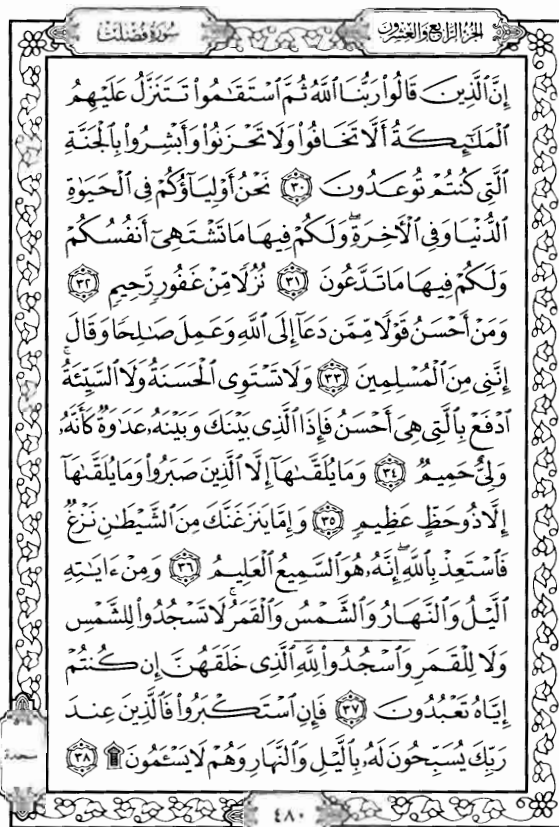 الجزء الرابع والعشرون
سورة فصلت
إِنَّ ٱلَّذِينَ قَالُوا۟ رَبُّنَا ٱللَّهُ ثُمَّ ٱسْتَقَـٰمُوا۟ تَتَنَزَّلُ عَلَيْهِمُ
ٱلْمَلَـٰٓئِكَةُ أَلَّا تَخَافُوا۟ وَلَا تَحْزَنُوا۟ وَأَبْشِرُوا۟ بِٱلْجَنَّةِ
ٱلَّتِى كُنتُمْ تُوعَدُونَ ٣٠ نَحْنُ أَوْلِيَآؤُكُمْ فِى ٱلْحَيَوٰةِ
ٱلدُّنْيَا وَفِى ٱلْـَٔاخِرَةِ ۖ وَلَكُمْ فِيهَا مَا تَشْتَهِىٓ أَنفُسُكُمْ
وَلَكُمْ فِيهَا مَا تَدَّعُونَ ٣١ نُزُلًا مِّنْ غَفُورٍ رَّحِيمٍ ٣٢
وَمَنْ أَحْسَنُ قَوْلًا مِّمَّن دَعَآ إِلَى ٱللَّهِ وَعَمِلَ صَـٰلِحًا وَقَالَ
إِنَّنِى مِنَ ٱلْمُسْلِمِينَ ٣٣ وَلَا تَسْتَوِى ٱلْحَسَنَةُ وَلَا ٱلسَّيِّئَةُ ۚ
ٱدْفَعْ بِٱلَّتِى هِىَ أَحْسَنُ فَإِذَا ٱلَّذِى بَيْنَكَ وَبَيْنَهُۥ عَدَٰوَةٌ كَأَنَّهُۥ
وَلِىٌّ حَمِيمٌ ٣٤ وَمَا يُلَقَّىٰهَآ إِلَّا ٱلَّذِينَ صَبَرُوا۟ وَمَا يُلَقَّىٰهَآ
إِلَّا ذُو حَظٍّ عَظِيمٍ ٣٥ وَإِمَّا يَنزَغَنَّكَ مِنَ ٱلشَّيْطَـٰنِ نَزْغٌ
فَٱسْتَعِذْ بِٱللَّهِ ۖ إِنَّهُۥ هُوَ ٱلسَّمِيعُ ٱلْعَلِيمُ ٣٦ وَمِنْ ءَايَـٰتِهِ
ٱلَّيْلُ وَٱلنَّهَارُ وَٱلشَّمْسُ وَٱلْقَمَرُ ۚ لَا تَسْجُدُوا۟ لِلشَّمْسِ
وَلَا لِلْقَمَرِ وَٱسْجُدُوا۟ لِلَّهِ ٱلَّذِى خَلَقَهُنَّ إِن كُنتُمْ
إِيَّاهُ تَعْبُدُونَ ٣٧ فَإِنِ ٱسْتَكْبَرُوا۟ فَٱلَّذِينَ عِندَ
رَبِّكَ يُسَبِّحُونَ لَهُۥ بِٱلَّيْلِ وَٱلنَّهَارِ وَهُمْ لَا يَسْـَٔمُونَ ۩ ٣٨
سجدة
٤٨٠